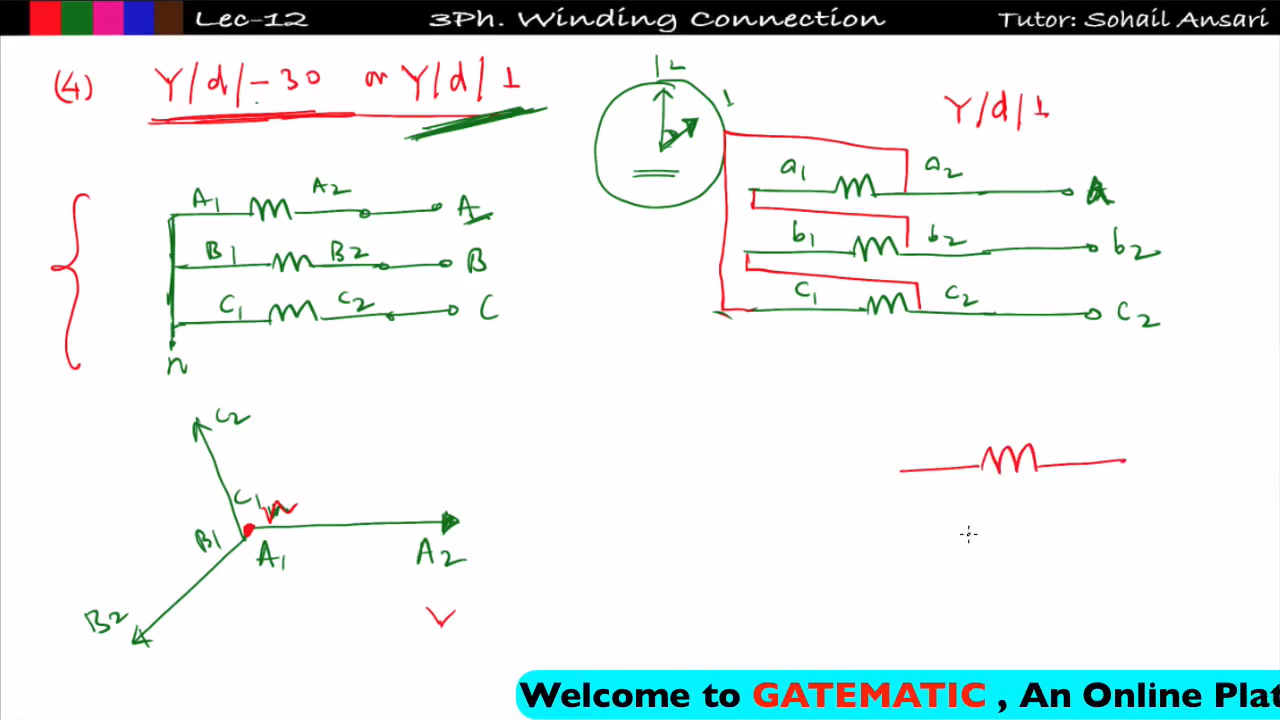 Lec-12 3Ph. Winding Connection Tutor: Sohail Ansari
(4) Y/d/-30 or Y/d/1
12
1
Y/d/1
A1 A2 A
B1 B2 B
C1 C2 C
n
a1 a2
b1 b2 b2
c1 c2 c2
C2
C1
B1
A1 A2
B2
Welcome to GATEMATIC , An Online Plat